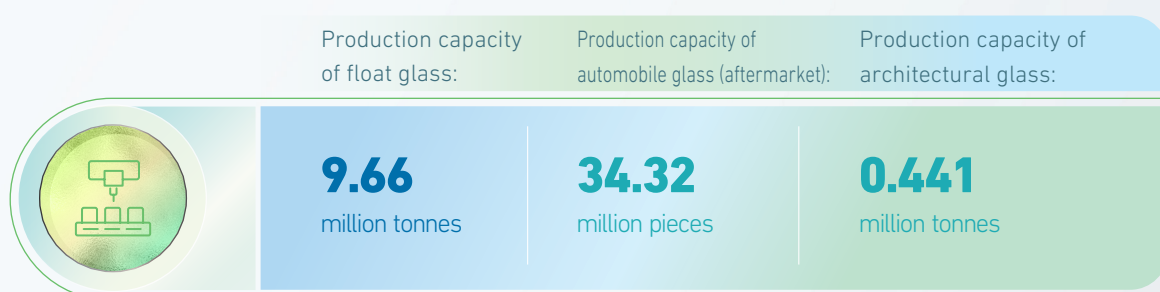 Production capacity
of float glass:
Production capacity of
automobile glass (aftermarket):
Production capacity of
architectural glass:
9.66
million tonnes
34.32
million pieces
0.441
million tonnes